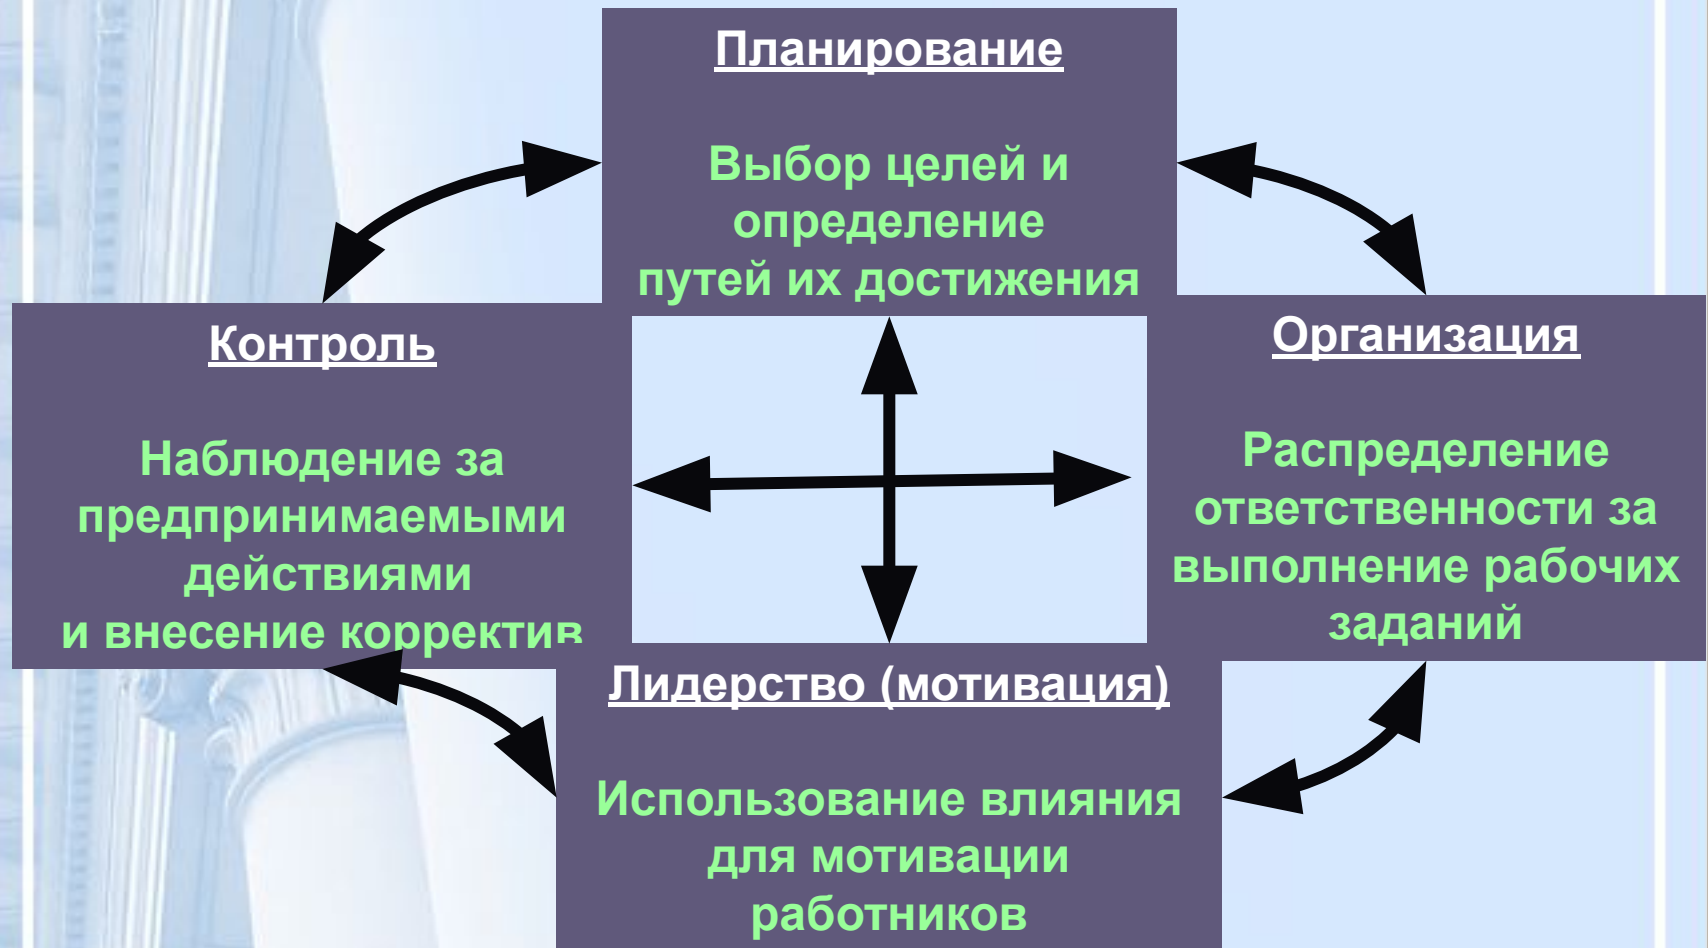 Планирование
Выбор целей и
определение
путей их достижения
Контроль
Наблюдение за
предпринимаемыми
действиями
и внесение корректив
Организация
Распределение
ответственности за
выполнение рабочих
заданий
Лидерство (мотивация)
Использование влияния
для мотивации
работников